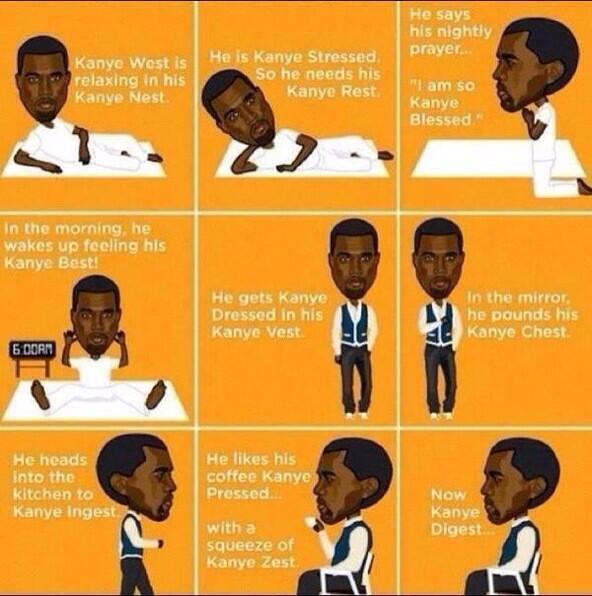 Kanye West is
relaxing in his
Kanye Nest.
He is Kanye Stressed.
So he needs his
Kanye Rest.
He says
his nightly
prayer...
"I am so
Kanye
Blessed."
In the morning, he
wakes up feeling his
Kanye Best!
6:00AM
He gets Kanye
Dressed in his
Kanye Vest.
In the mirror,
he pounds his
Kanye Chest.
He heads
into the
kitchen to
Kanye Ingest.
He likes his
coffee Kanye
Pressed...
with a
squeeze of
Kanye Zest.
Now
Kanye
Digest...